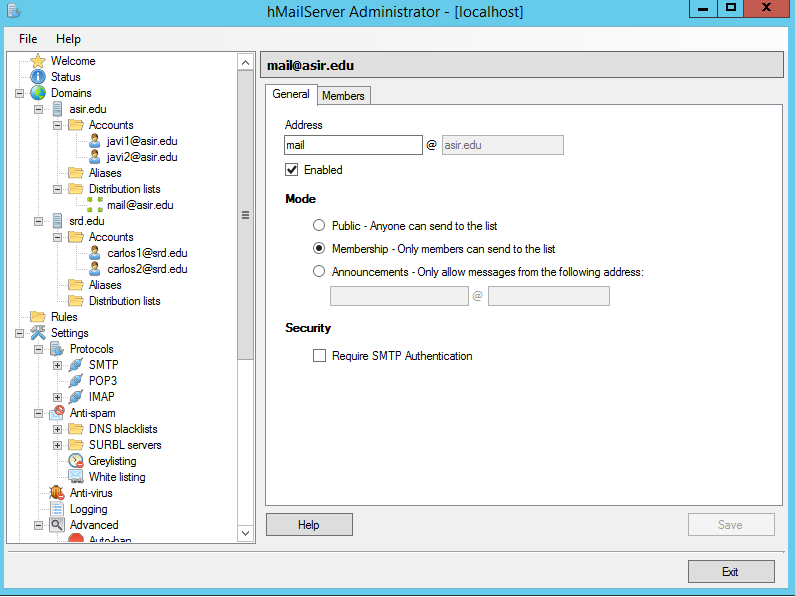 hMailServer Administrator - [localhost]
File Help
Welcome
Status
Domains
asir.edu
Accounts
javi1@asir.edu
javi2@asir.edu
Aliases
Distribution lists
mail@asir.edu
srd.edu
Accounts
carlos1@srd.edu
carlos2@srd.edu
Aliases
Distribution lists
Rules
Settings
Protocols
SMTP
POP3
IMAP
Anti-spam
DNS blacklists
SURBL servers
Greylisting
White listing
Anti-virus
Logging
Advanced
Auto-ban
mail@asir.edu
General Members
Address
mail @ asir.edu
Enabled
Mode
Public - Anyone can send to the list
Membership - Only members can send to the list
Announcements - Only allow messages from the following address:
@
Security
Require SMTP Authentication
Help Save
Exit